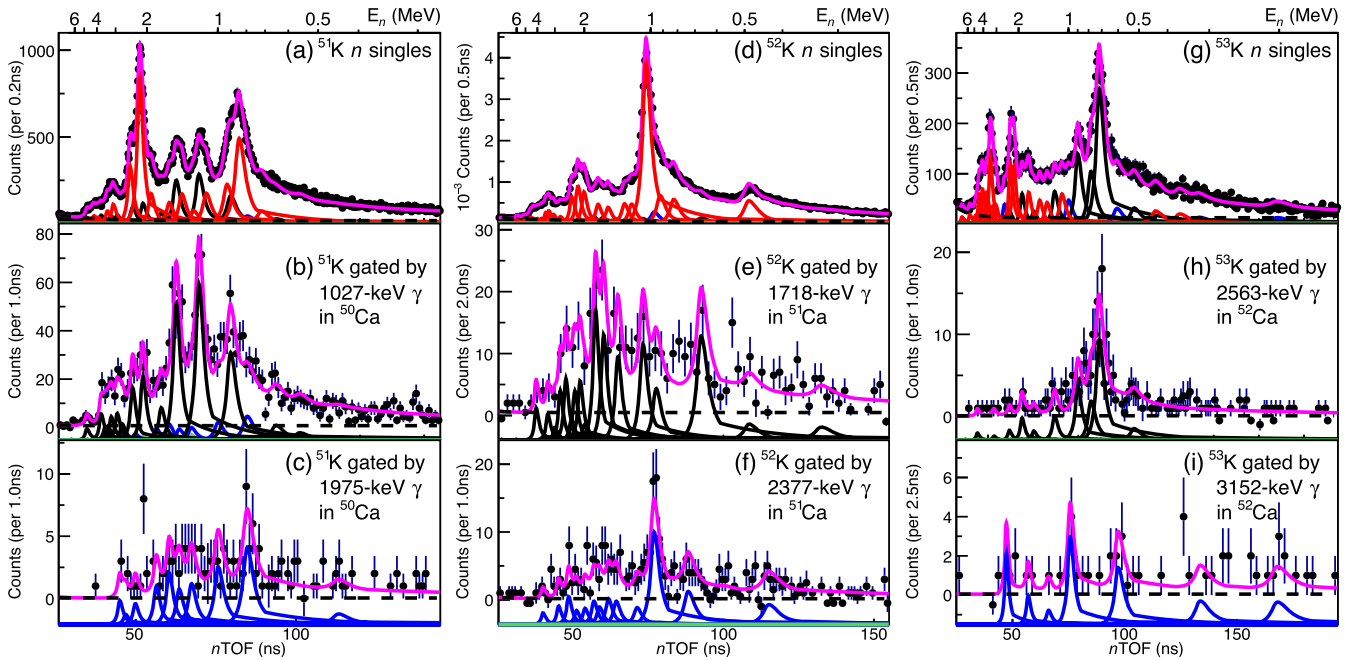 6 4 2 1 0.5 Eₙ (MeV)
6 4 2 1 0.5 Eₙ (MeV)
6 4 2 1 0.5 Eₙ (MeV)
(a) ⁵¹K n singles
1000
500
Counts (per 0.2ns)
(d) ⁵²K n singles
4
3
2
1
10⁻³ Counts (per 0.5ns)
(g) ⁵³K n singles
300
200
100
Counts (per 0.5ns)
(b) ⁵¹K gated by
1027-keV γ
in ⁵⁰Ca
80
60
40
20
0
Counts (per 1.0ns)
(e) ⁵²K gated by
1718-keV γ
in ⁵¹Ca
30
20
10
0
Counts (per 2.0ns)
(h) ⁵³K gated by
2563-keV γ
in ⁵²Ca
20
10
0
Counts (per 1.0ns)
(c) ⁵¹K gated by
1975-keV γ
in ⁵⁰Ca
10
5
0
Counts (per 1.0ns)
(f) ⁵²K gated by
2377-keV γ
in ⁵¹Ca
20
10
0
Counts (per 1.0ns)
(i) ⁵³K gated by
3152-keV γ
in ⁵²Ca
6
4
2
0
Counts (per 2.5ns)
50 100
nTOF (ns)
50 100 150
nTOF (ns)
50 100 150
nTOF (ns)